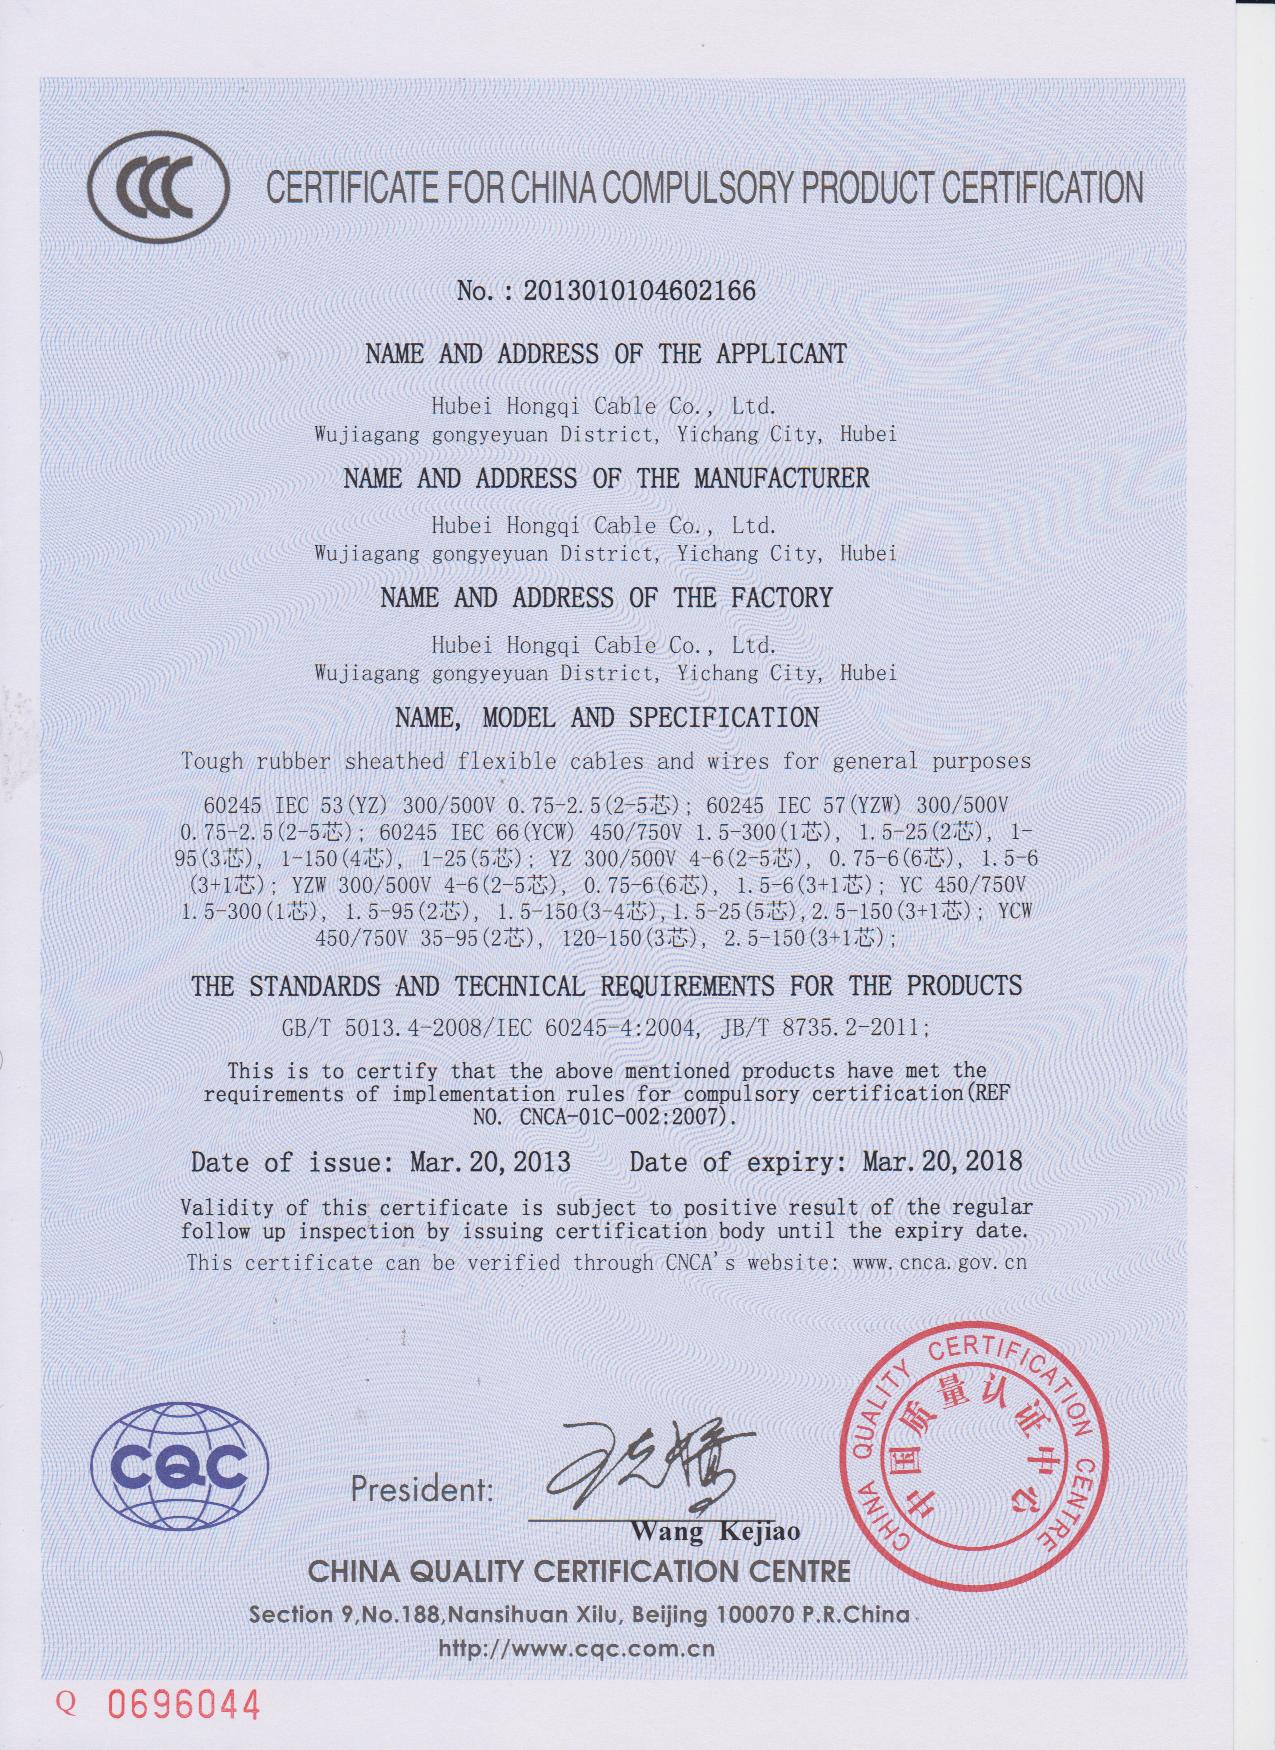 CCC
CERTIFICATE FOR CHINA COMPULSORY PRODUCT CERTIFICATION
No.: 2013010104602166
NAME AND ADDRESS OF THE APPLICANT
Hubei Hongqi Cable Co., Ltd.
Wujiagang gongyeyuan District, Yichang City, Hubei
NAME AND ADDRESS OF THE MANUFACTURER
Hubei Hongqi Cable Co., Ltd.
Wujiagang gongyeyuan District, Yichang City, Hubei
NAME AND ADDRESS OF THE FACTORY
Hubei Hongqi Cable Co., Ltd.
Wujiagang gongyeyuan District, Yichang City, Hubei
NAME, MODEL AND SPECIFICATION
Tough rubber sheathed flexible cables and wires for general purposes
60245 IEC 53(YZ) 300/500V 0.75-2.5(2-5芯); 60245 IEC 57(YZW) 300/500V
0.75-2.5(2-5芯); 60245 IEC 66(YCW) 450/750V 1.5-300(1芯), 1.5-25(2芯), 1-
95(3芯), 1-150(4芯), 1-25(5芯); YZ 300/500V 4-6(2-5芯), 0.75-6(6芯), 1.5-6
(3+1芯); YZW 300/500V 4-6(2-5芯), 0.75-6(6芯), 1.5-6(3+1芯); YC 450/750V
1.5-300(1芯), 1.5-95(2芯), 1.5-150(3-4芯),1.5-25(5芯),2.5-150(3+1芯); YCW
450/750V 35-95(2芯), 120-150(3芯), 2.5-150(3+1芯);
THE STANDARDS AND TECHNICAL REQUIREMENTS FOR THE PRODUCTS
GB/T 5013.4-2008/IEC 60245-4:2004, JB/T 8735.2-2011;
This is to certify that the above mentioned products have met the
requirements of implementation rules for compulsory certification(REF
NO. CNCA-01C-002:2007).
Date of issue: Mar.20,2013 Date of expiry: Mar.20,2018
Validity of this certificate is subject to positive result of the regular
follow up inspection by issuing certification body until the expiry date.
This certificate can be verified through CNCA's website: www.cnca.gov.cn
CHINA QUALITY CERTIFICATION CENTRE
中国质量认证中心
CQC
President:
Wang Kejiao
CHINA QUALITY CERTIFICATION CENTRE
Section 9,No.188,Nansihuan Xilu, Beijing 100070 P.R.China
http://www.cqc.com.cn
Q 0696044